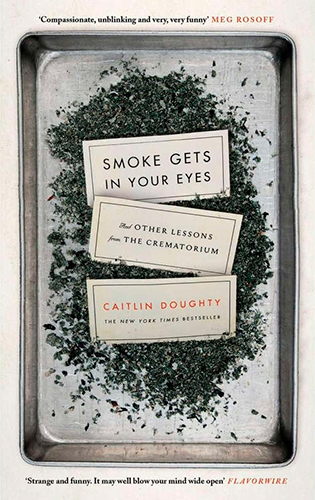 ‘Compassionate, unblinking and very, very funny’ MEG ROSOFF
SMOKE GETS
IN YOUR EYES
And OTHER LESSONS
from THE CREMATORIUM
CAITLIN DOUGHTY
THE NEW YORK TIMES BESTSELLER
‘Strange and funny. It may well blow your mind wide open’ FLAVORWIRE